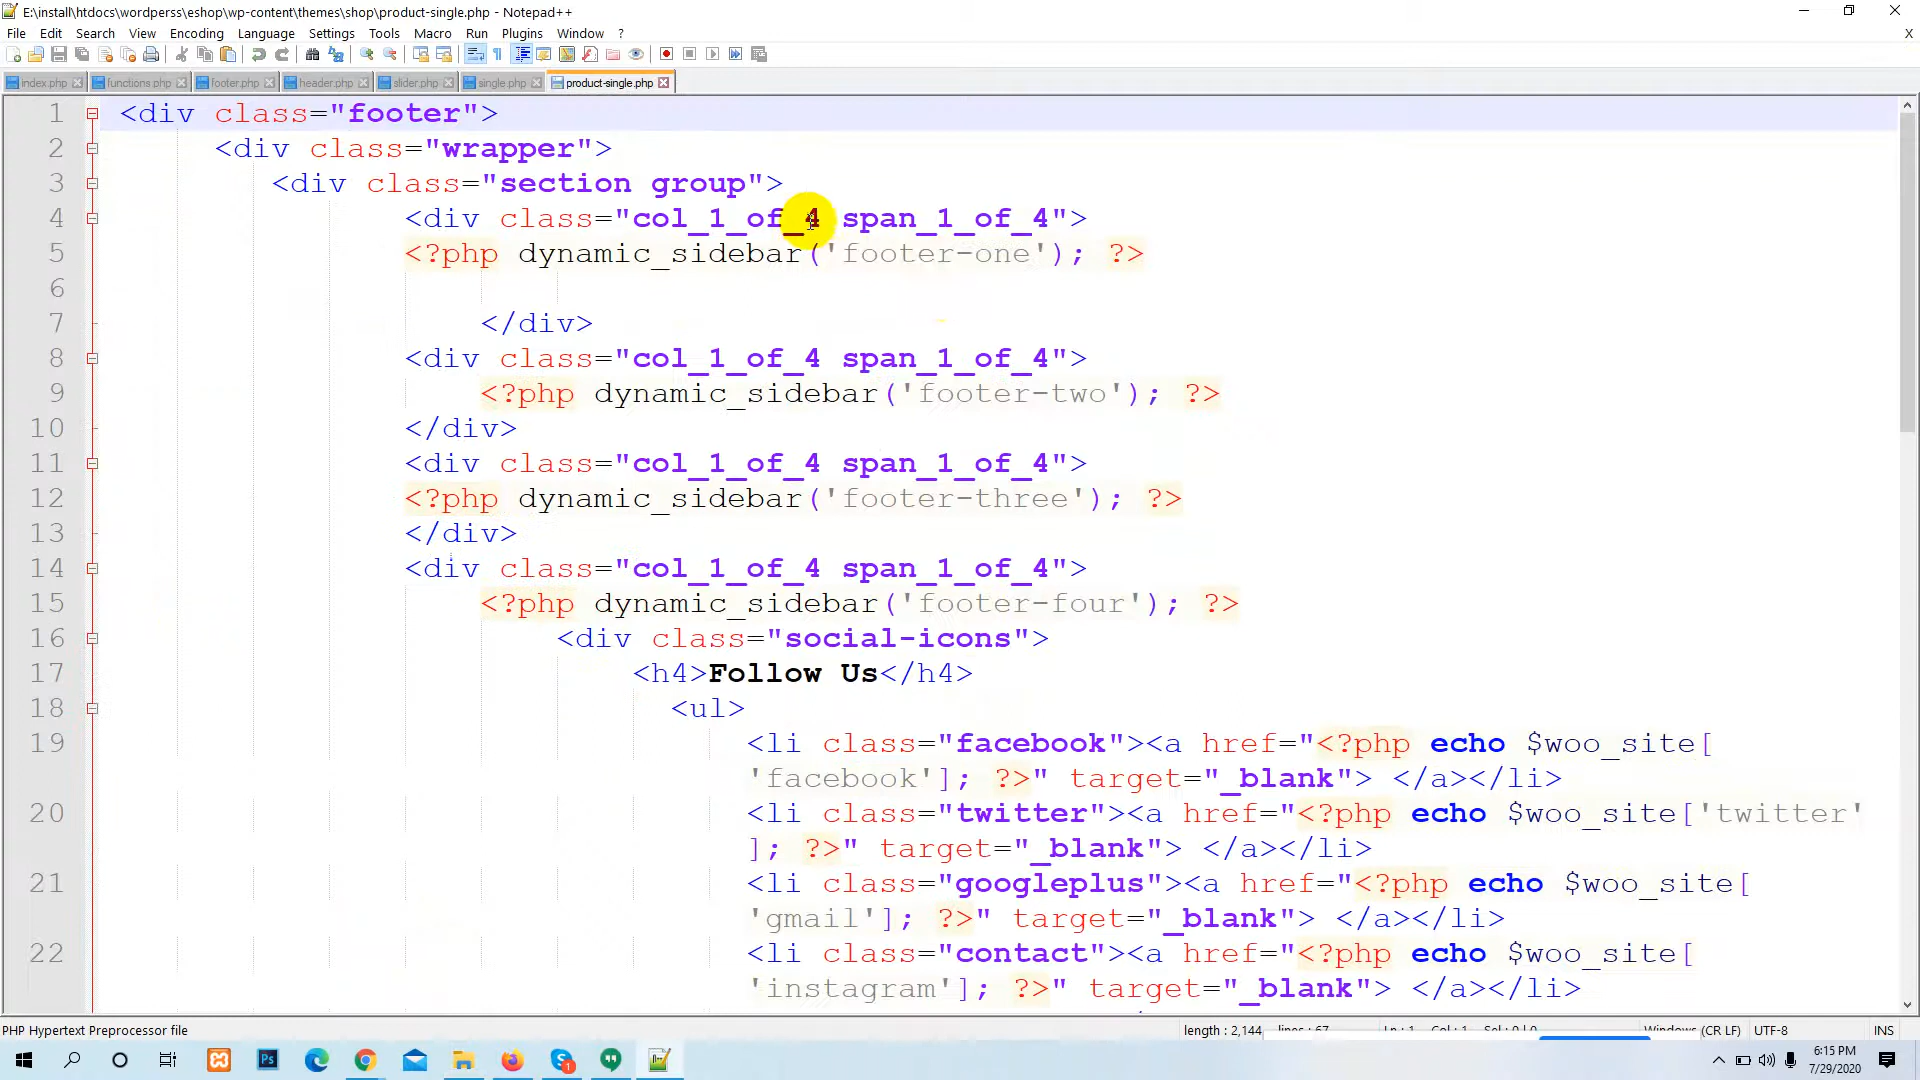 E:\install\htdocs\wordperss\eshop\wp-content\themes\shop\product-single.php - Notepad++
File Edit Search View Encoding Language Settings Tools Macro Run Plugins Window ? X
index.php functions.php footer.php header.php slider.php single.php product-single.php
1 <div class="footer">
2 <div class="wrapper">
3 <div class="section group">
4 <div class="col_1_of_4 span_1_of_4">
5 <?php dynamic_sidebar('footer-one'); ?>
6
7 </div>
8 <div class="col_1_of_4 span_1_of_4">
9 <?php dynamic_sidebar('footer-two'); ?>
10 </div>
11 <div class="col_1_of_4 span_1_of_4">
12 <?php dynamic_sidebar('footer-three'); ?>
13 </div>
14 <div class="col_1_of_4 span_1_of_4">
15 <?php dynamic_sidebar('footer-four'); ?>
16 <div class="social-icons">
17 <h4>Follow Us</h4>
18 <ul>
19 <li class="facebook"><a href="<?php echo $woo_site[
'facebook']; ?>" target="_blank"> </a></li>
20 <li class="twitter"><a href="<?php echo $woo_site['twitter'
]; ?>" target="_blank"> </a></li>
21 <li class="googleplus"><a href="<?php echo $woo_site[
'gmail']; ?>" target="_blank"> </a></li>
22 <li class="contact"><a href="<?php echo $woo_site[
'instagram']; ?>" target="_blank"> </a></li>
PHP Hypertext Preprocessor file length : 2,144 lines : 67 Ln : 1 Col : 1 Sel : 0 | 0 Windows (CR LF) UTF-8 INS
6:15 PM
7/29/2020